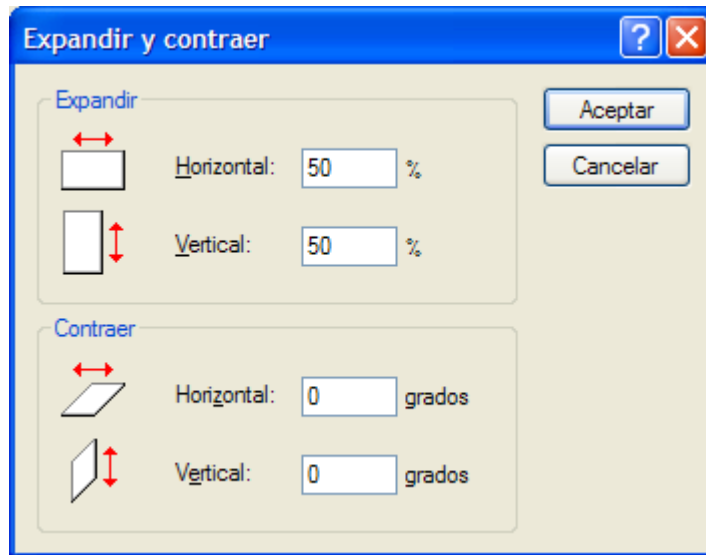 Expandir y contraer
Expandir
Aceptar
Horizontal: 50 %
Cancelar
Vertical: 50 %
Contraer
Horizontal: 0 grados
Vertical: 0 grados